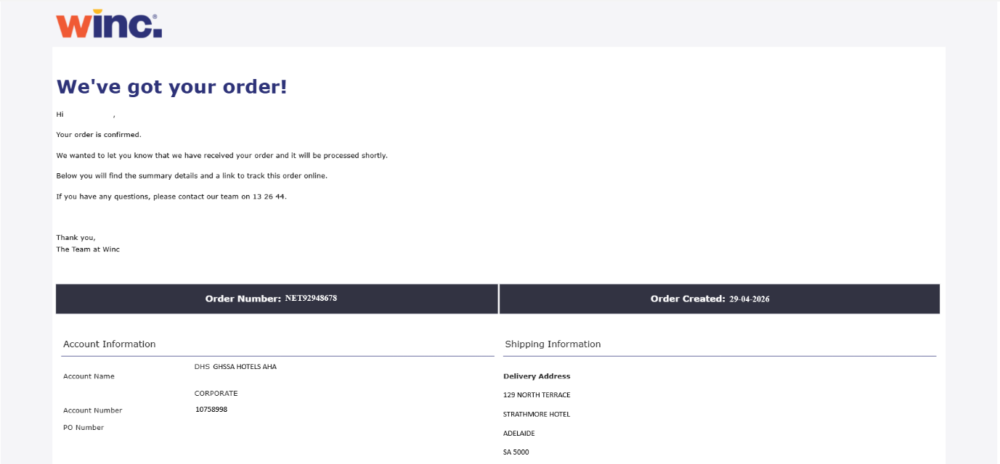 winc.®
We've got your order!
Hi ,
Your order is confirmed.
We wanted to let you know that we have received your order and it will be processed shortly.
Below you will find the summary details and a link to track this order online.
If you have any questions, please contact our team on 13 26 44.
Thank you,
The Team at Winc
Order Number: NET92948678
Order Created: 29-04-2026
Account Information
DHS GHSSA HOTELS AHA
Account Name
CORPORATE
Account Number 10758998
PO Number
Shipping Information
Delivery Address
129 NORTH TERRACE
STRATHMORE HOTEL
ADELAIDE
SA 5000